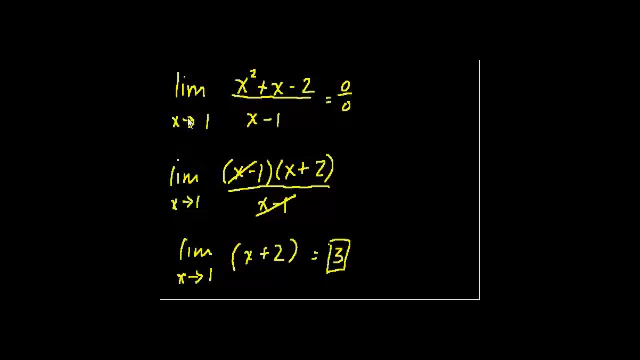 lim x→1 (x² + x - 2)/(x - 1) = 0/0
lim x→1 (x-1)(x+2)/(x-1)
lim x→1 (x+2) = 3